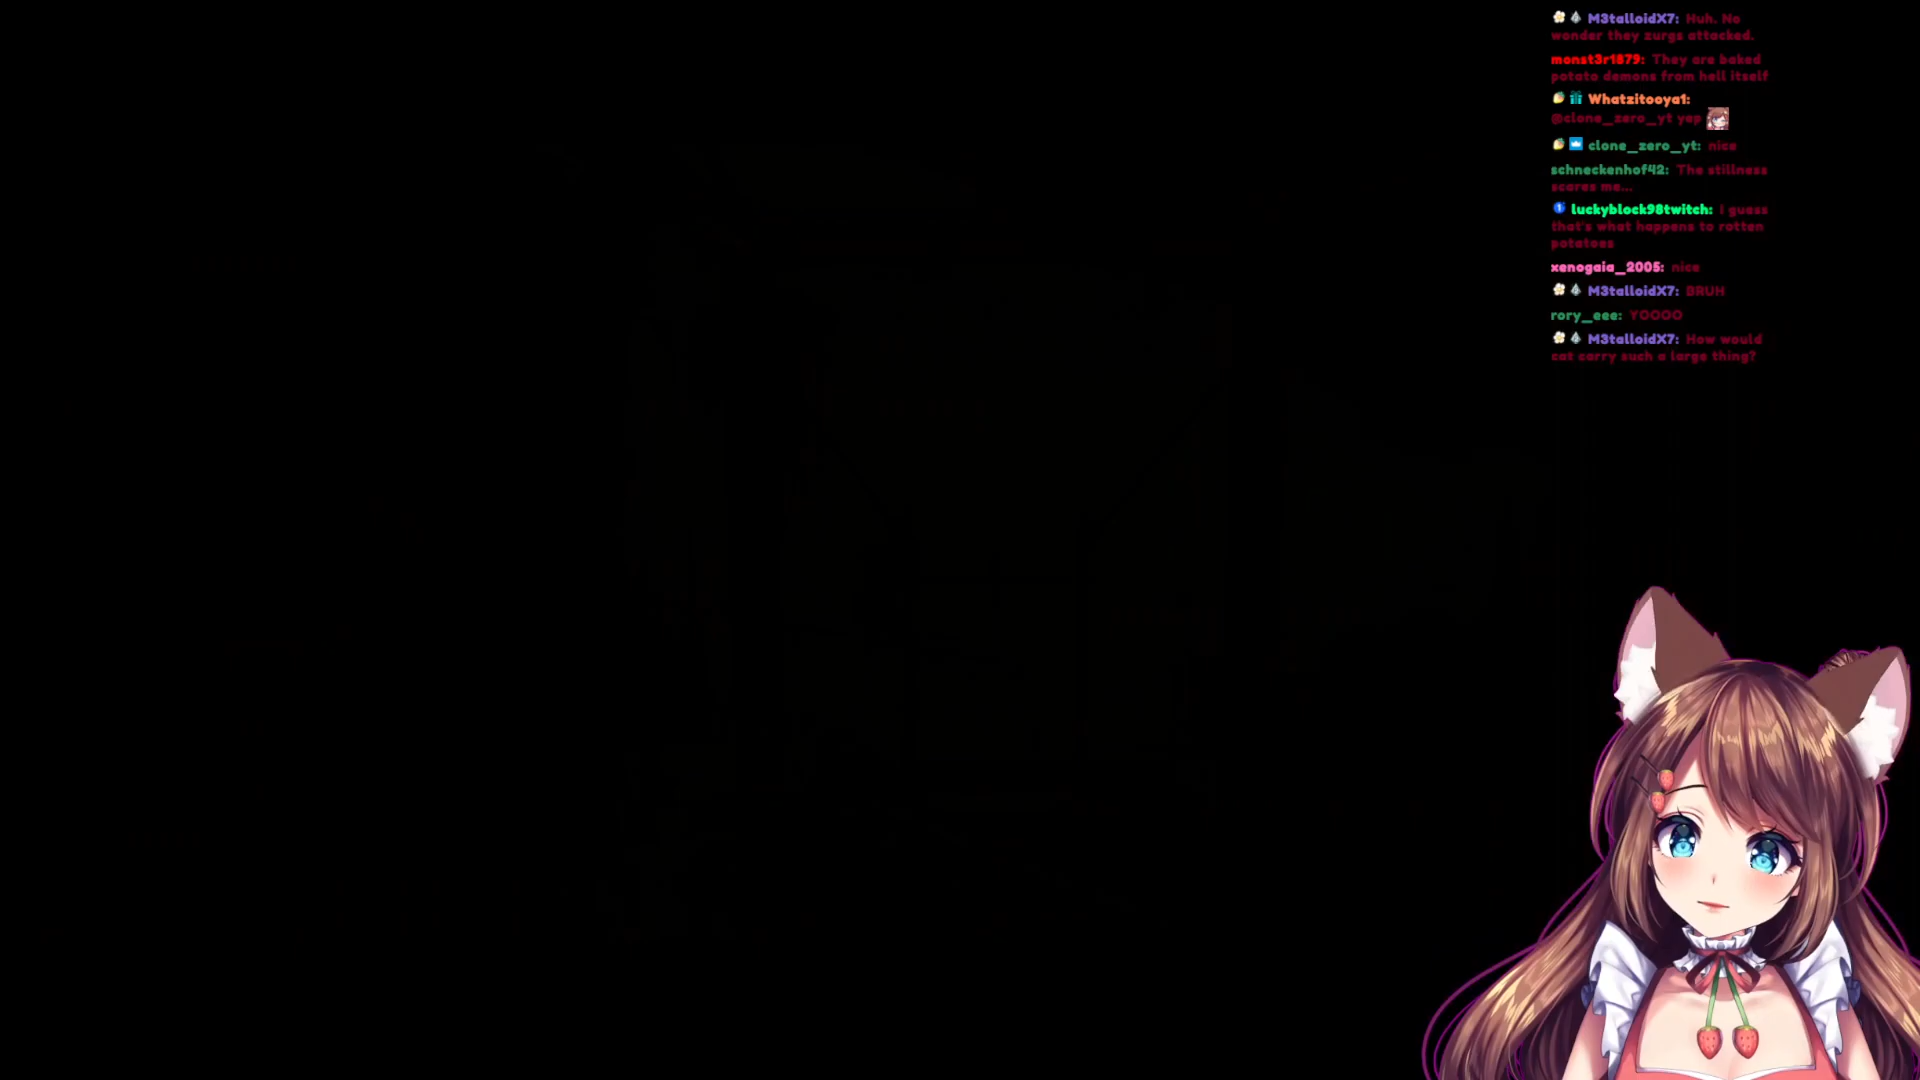 M3talloidX7: Huh. No
wonder they zurgs attacked.
monst3r1879: They are baked
potato demons from hell itself
Whatzitooya1:
@clone_zero_yt yep
clone_zero_yt: nice
schneckenhof42: The stillness
scares me...
luckyblock98twitch: I guess
that's what happens to rotten
potatoes
xenogaia_2005: nice
M3talloidX7: BRUH
rory_eee: YOOOO
M3talloidX7: How would
cat carry such a large thing?